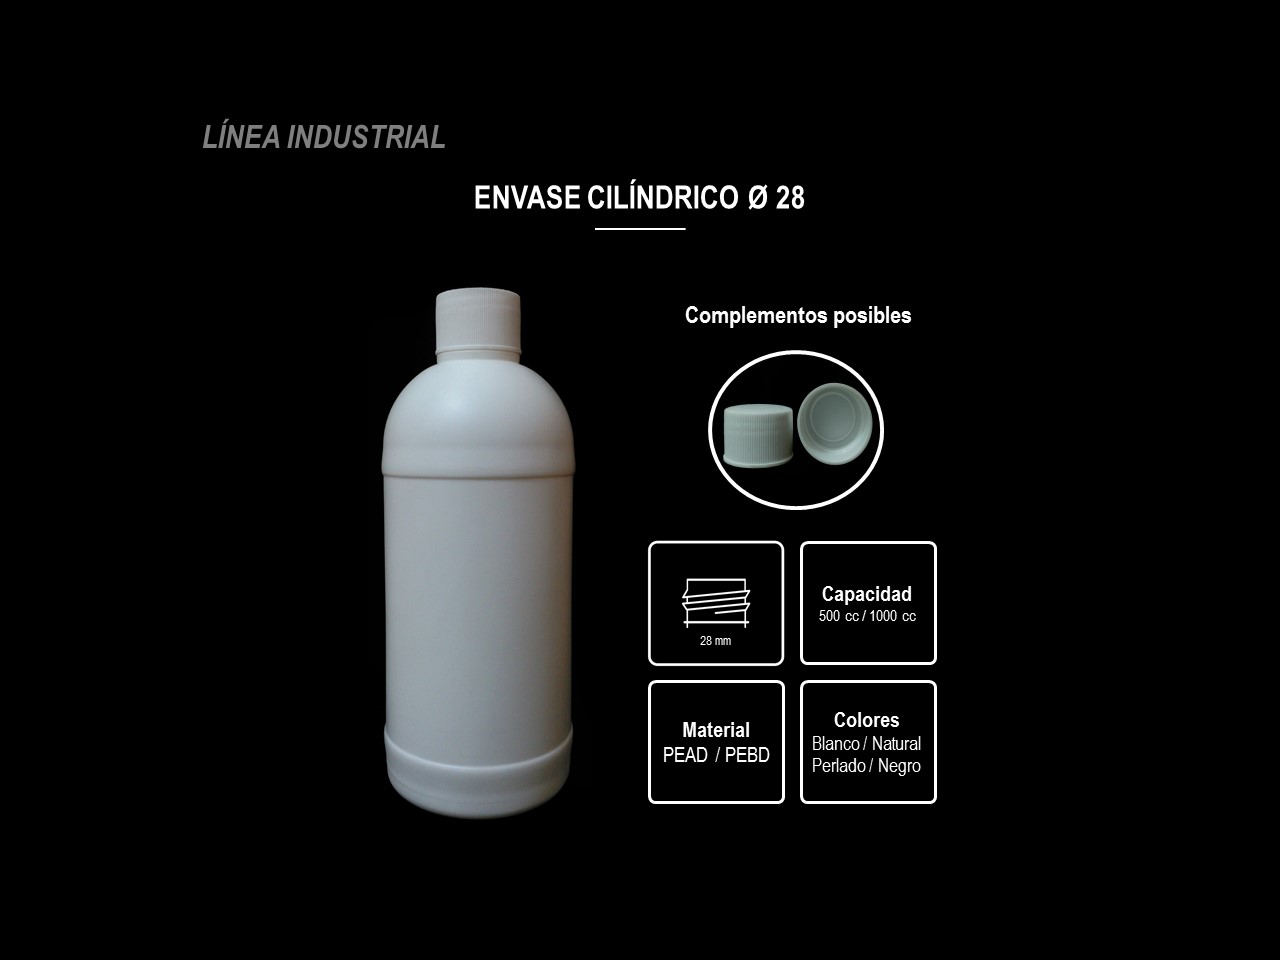 LÍNEA INDUSTRIAL
ENVASE CILÍNDRICO Ø 28
Complementos posibles
28 mm
Capacidad
500 cc / 1000 cc
Material
PEAD / PEBD
Colores
Blanco / Natural
Perlado / Negro